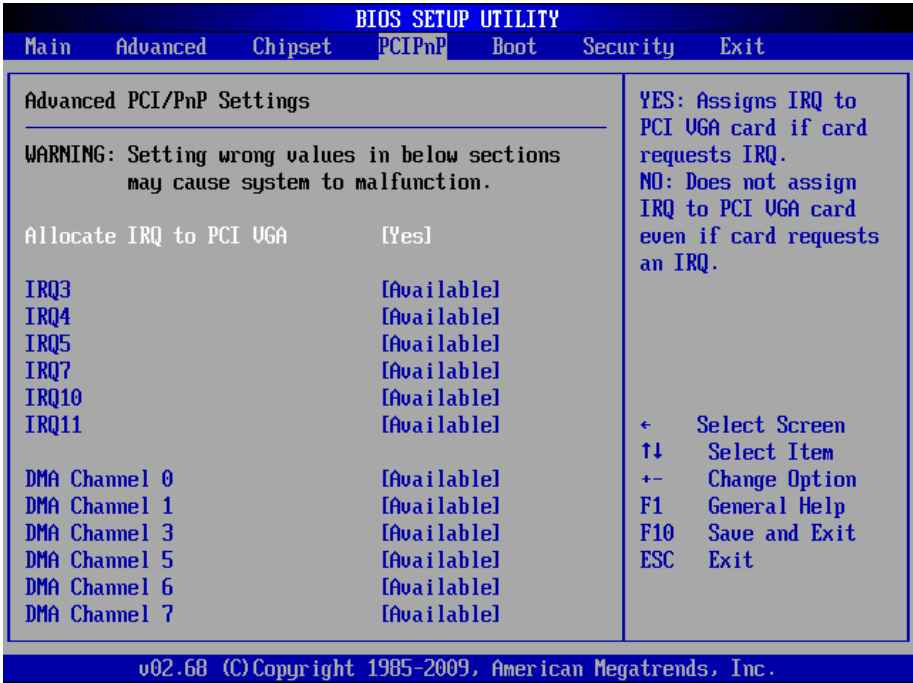 BIOS SETUP UTILITY
Main Advanced Chipset PCIPnP Boot Security Exit
Advanced PCI/PnP Settings
WARNING: Setting wrong values in below sections
may cause system to malfunction.
Allocate IRQ to PCI VGA [Yes]
IRQ3 [Available]
IRQ4 [Available]
IRQ5 [Available]
IRQ7 [Available]
IRQ10 [Available]
IRQ11 [Available]
DMA Channel 0 [Available]
DMA Channel 1 [Available]
DMA Channel 3 [Available]
DMA Channel 5 [Available]
DMA Channel 6 [Available]
DMA Channel 7 [Available]
YES: Assigns IRQ to
PCI VGA card if card
requests IRQ.
NO: Does not assign
IRQ to PCI VGA card
even if card requests
an IRQ.
← Select Screen
↑↓ Select Item
+- Change Option
F1 General Help
F10 Save and Exit
ESC Exit
v02.68 (C)Copyright 1985-2009, American Megatrends, Inc.